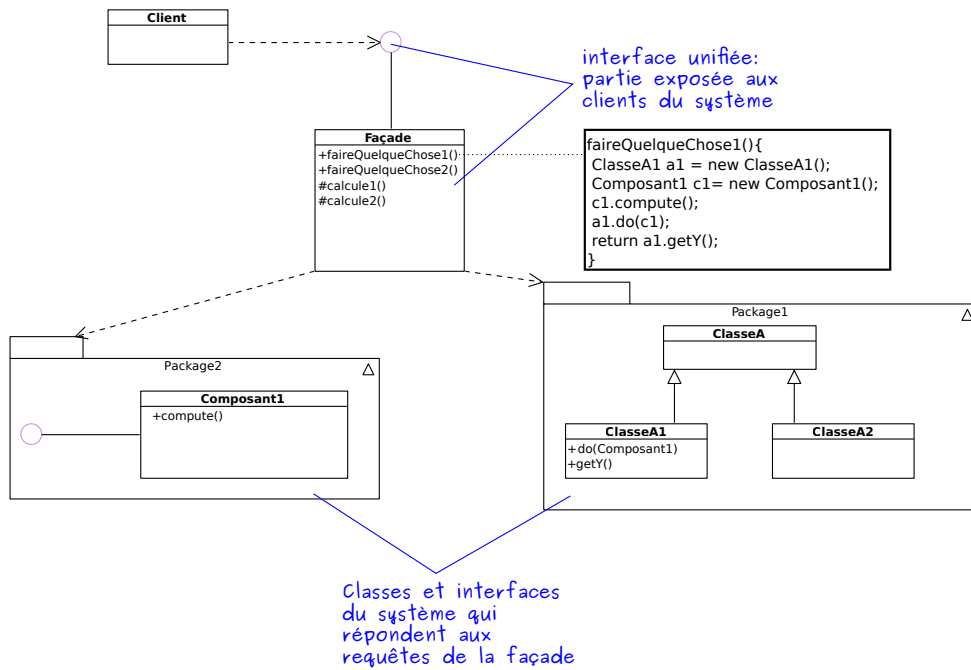 Client
interface unifiée:
partie exposée aux
clients du système
Façade
+faireQuelqueChose1()
+faireQuelqueChose2()
#calcule1()
#calcule2()
faireQuelqueChose1(){
ClasseA1 a1 = new ClasseA1();
Composant1 c1= new Composant1();
c1.compute();
a1.do(c1);
return a1.getY();
}
Package2
Composant1
+compute()
Package1
ClasseA
ClasseA1
+do(Composant1)
+getY()
ClasseA2
Classes et interfaces
du système qui
répondent aux
requêtes de la façade